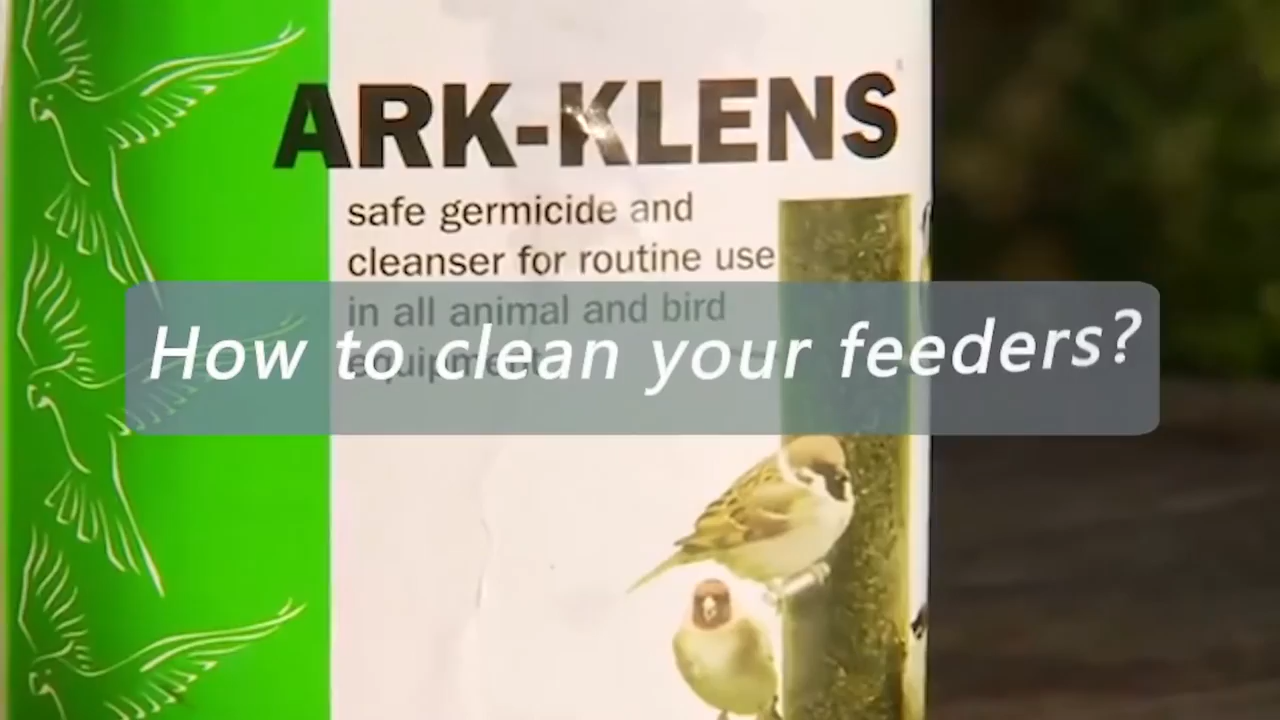 ARK-KLENS
safe germicide and
cleanser for routine use
in all animal and bird
equipment
How to clean your feeders?